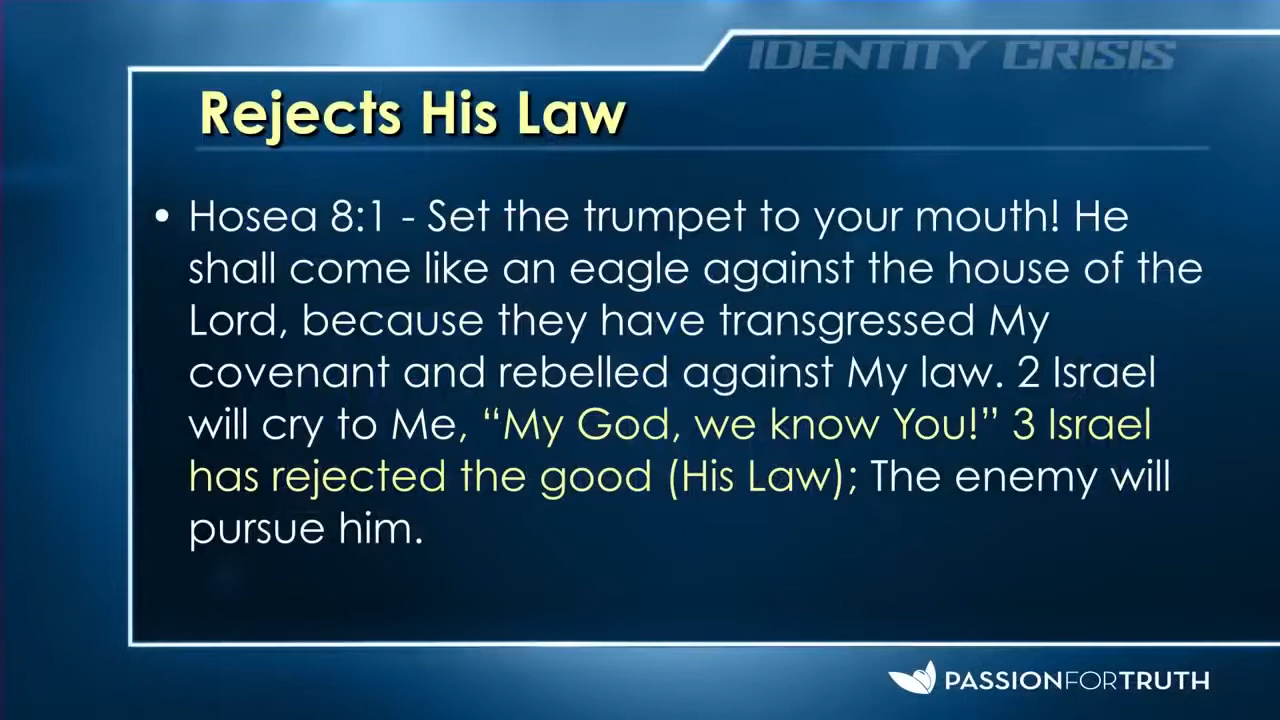 IDENTITY CRISIS
Rejects His Law
• Hosea 8:1 - Set the trumpet to your mouth! He
shall come like an eagle against the house of the
Lord, because they have transgressed My
covenant and rebelled against My law. 2 Israel
will cry to Me, “My God, we know You!” 3 Israel
has rejected the good (His Law); The enemy will
pursue him.
PASSIONFORTRUTH